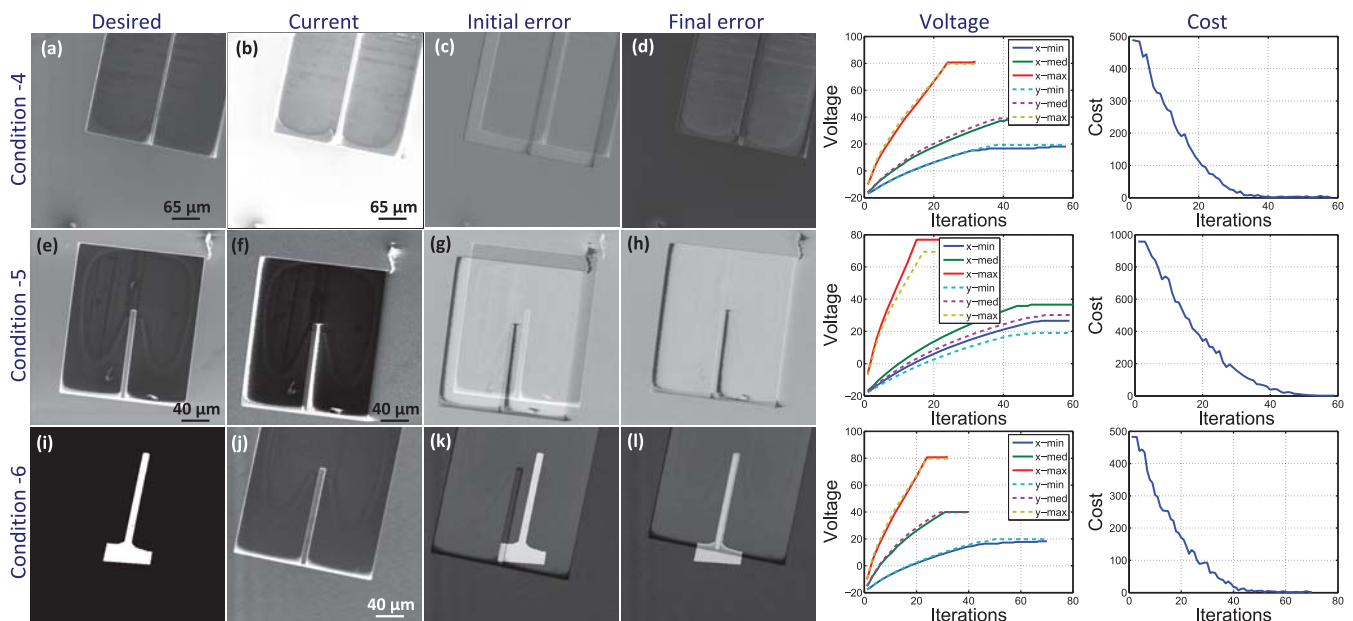 Desired Current Initial error Final error Voltage Cost
Condition -4
(a) (b) (c) (d)
65 µm 65 µm
Voltage
100
80
60
40
20
0
−20
x−min
x−med
x−max
y−min
y−med
y−max
0 10 20 30 40 50 60
Iterations
Cost
500
400
300
200
100
0
0 20 40 60
Iterations
Condition -5
(e) (f) (g) (h)
40 µm 40 µm
Voltage
80
60
40
20
0
−20
x−min
x−med
x−max
y−min
y−med
y−max
0 20 40 60 80
Iterations
Cost
1000
800
600
400
200
0
0 20 40 60
Iterations
Condition -6
(i) (j) (k) (l)
40 µm
Voltage
100
80
60
40
20
0
−20
x−min
x−med
x−max
y−min
y−med
y−max
0 20 40 60 80
Iterations
Cost
500
400
300
200
100
0
0 20 40 60 80
Iterations